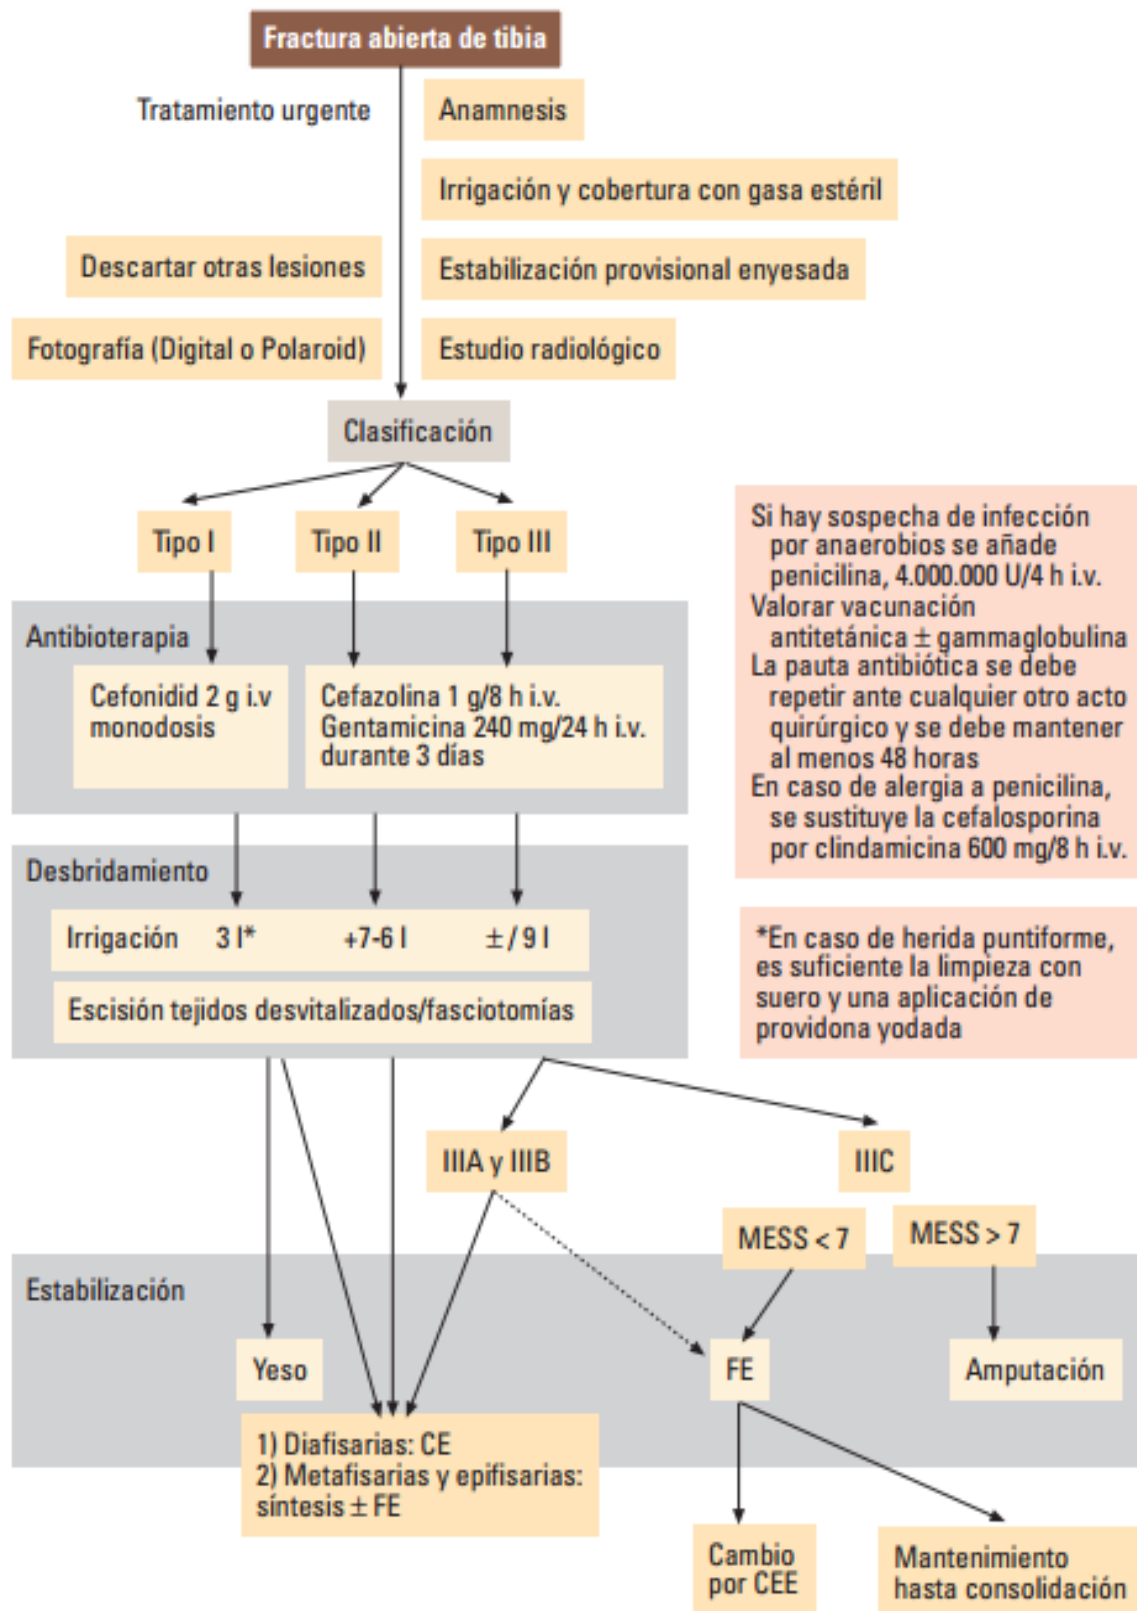 Fractura abierta de tibia
Tratamiento urgente
Anamnesis
Irrigación y cobertura con gasa estéril
Descartar otras lesiones
Estabilización provisional enyesada
Fotografía (Digital o Polaroid)
Estudio radiológico
Clasificación
Tipo I
Tipo II
Tipo III
Si hay sospecha de infección
por anaerobios se añade
penicilina, 4.000.000 U/4 h i.v.
Valorar vacunación
antitetánica ± gammaglobulina
La pauta antibiótica se debe
repetir ante cualquier otro acto
quirúrgico y se debe mantener
al menos 48 horas
En caso de alergia a penicilina,
se sustituye la cefalosporina
por clindamicina 600 mg/8 h i.v.
Antibioterapia
Cefonidid 2 g i.v
monodosis
Cefazolina 1 g/8 h i.v.
Gentamicina 240 mg/24 h i.v.
durante 3 días
Desbridamiento
Irrigación 3 l* +7-6 l ± / 9 l
Escisión tejidos desvitalizados/fasciotomías
*En caso de herida puntiforme,
es suficiente la limpieza con
suero y una aplicación de
providona yodada
IIIA y IIIB
IIIC
MESS < 7
MESS > 7
Estabilización
Yeso
FE
Amputación
1) Diafisarias: CE
2) Metafisarias y epifisarias:
síntesis ± FE
Cambio
por CEE
Mantenimiento
hasta consolidación